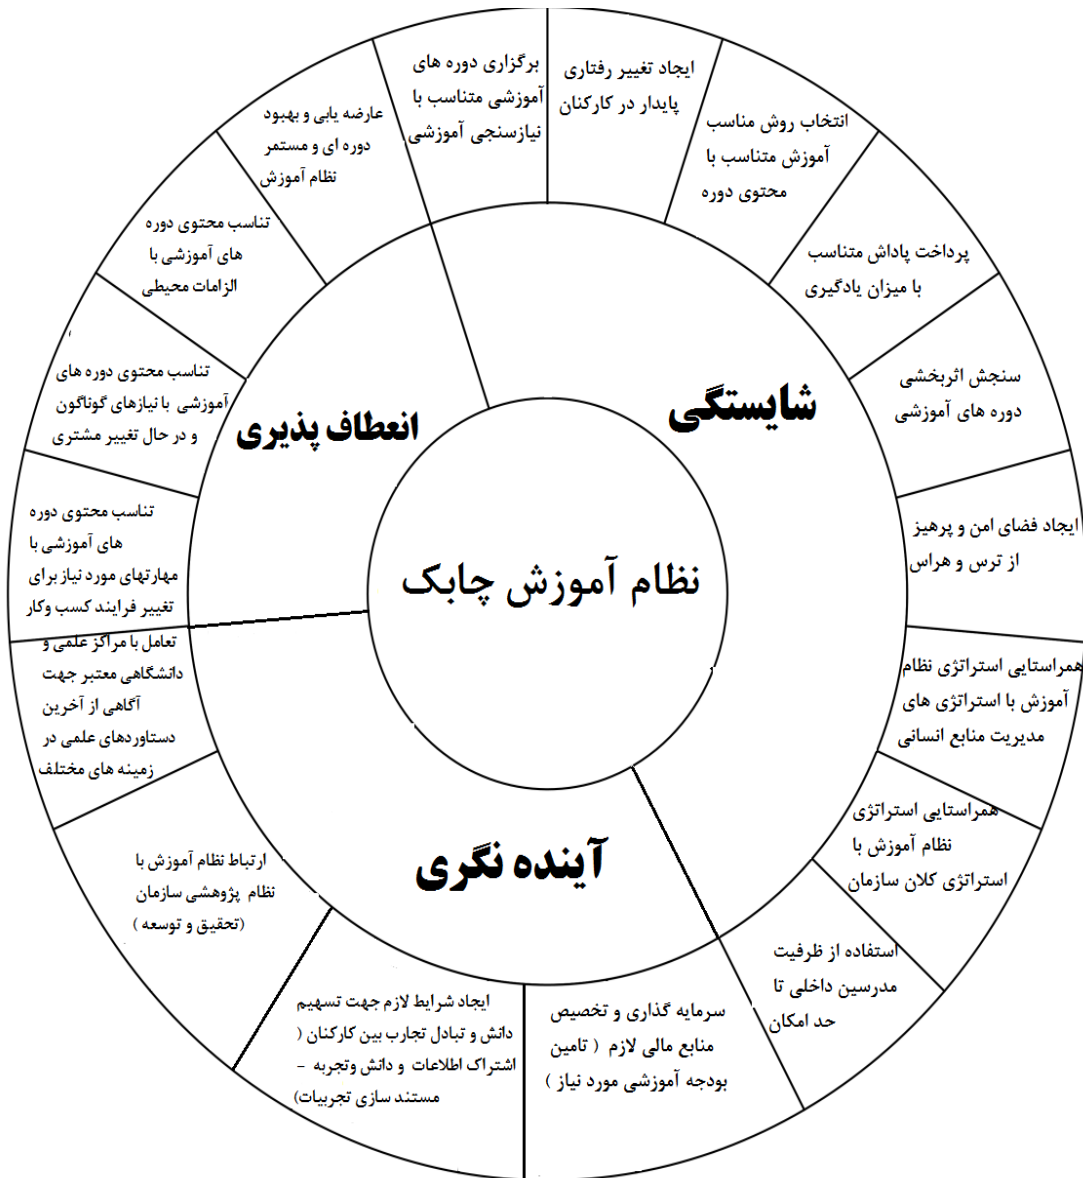 نظام آموزش چابک
شایستگی
انعطاف پذیری
آینده نگری
برگزاری دوره های
آموزشی متناسب با
نیازسنجی آموزشی
ایجاد تغییر رفتاری
پایدار در کارکنان
انتخاب روش مناسب
آموزش متناسب با
محتوی دوره
پرداخت پاداش متناسب
با میزان یادگیری
سنجش اثربخشی
دوره های آموزشی
ایجاد فضای امن و پرهیز
از ترس و هراس
همراستایی استراتژی نظام
آموزش با استراتژی های
مدیریت منابع انسانی
همراستایی استراتژی
نظام آموزش با
استراتژی کلان سازمان
استفاده از ظرفیت
مدرسین داخلی تا
حد امکان
سرمایه گذاری و تخصیص
منابع مالی لازم ( تامین
بودجه آموزشی مورد نیاز )
ایجاد شرایط لازم جهت تسهیم
دانش و تبادل تجارب بین کارکنان (
اشتراک اطلاعات و دانش وتجربه -
مستند سازی تجربیات)
ارتباط نظام آموزش با
نظام پژوهشی سازمان
(تحقیق و توسعه )
تعامل با مراکز علمی و
دانشگاهی معتبر جهت
آگاهی از آخرین
دستاوردهای علمی در
زمینه های مختلف
تناسب محتوی دوره
های آموزشی با
مهارتهای مورد نیاز برای
تغییر فرایند کسب وکار
تناسب محتوی دوره های
آموزشی با نیازهای گوناگون
و در حال تغییر مشتری
تناسب محتوی دوره
های آموزشی با
الزامات محیطی
عارضه یابی و بهبود
دوره ای و مستمر
نظام آموزش